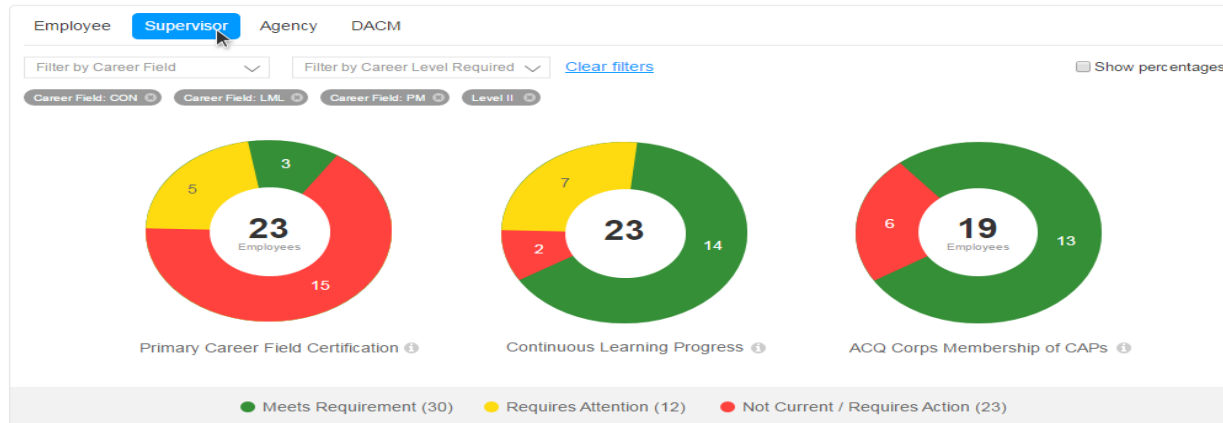 Employee Supervisor Agency DACM
Filter by Career Field Filter by Career Level Required Clear filters Show percentages
Career Field: CON Career Field: LML Career Field: PM Level II
3
5
23
Employees
15
7
23
2
14
6
19
Employees
13
Primary Career Field Certification Continuous Learning Progress ACQ Corps Membership of CAPs
Meets Requirement (30) Requires Attention (12) Not Current / Requires Action (23)